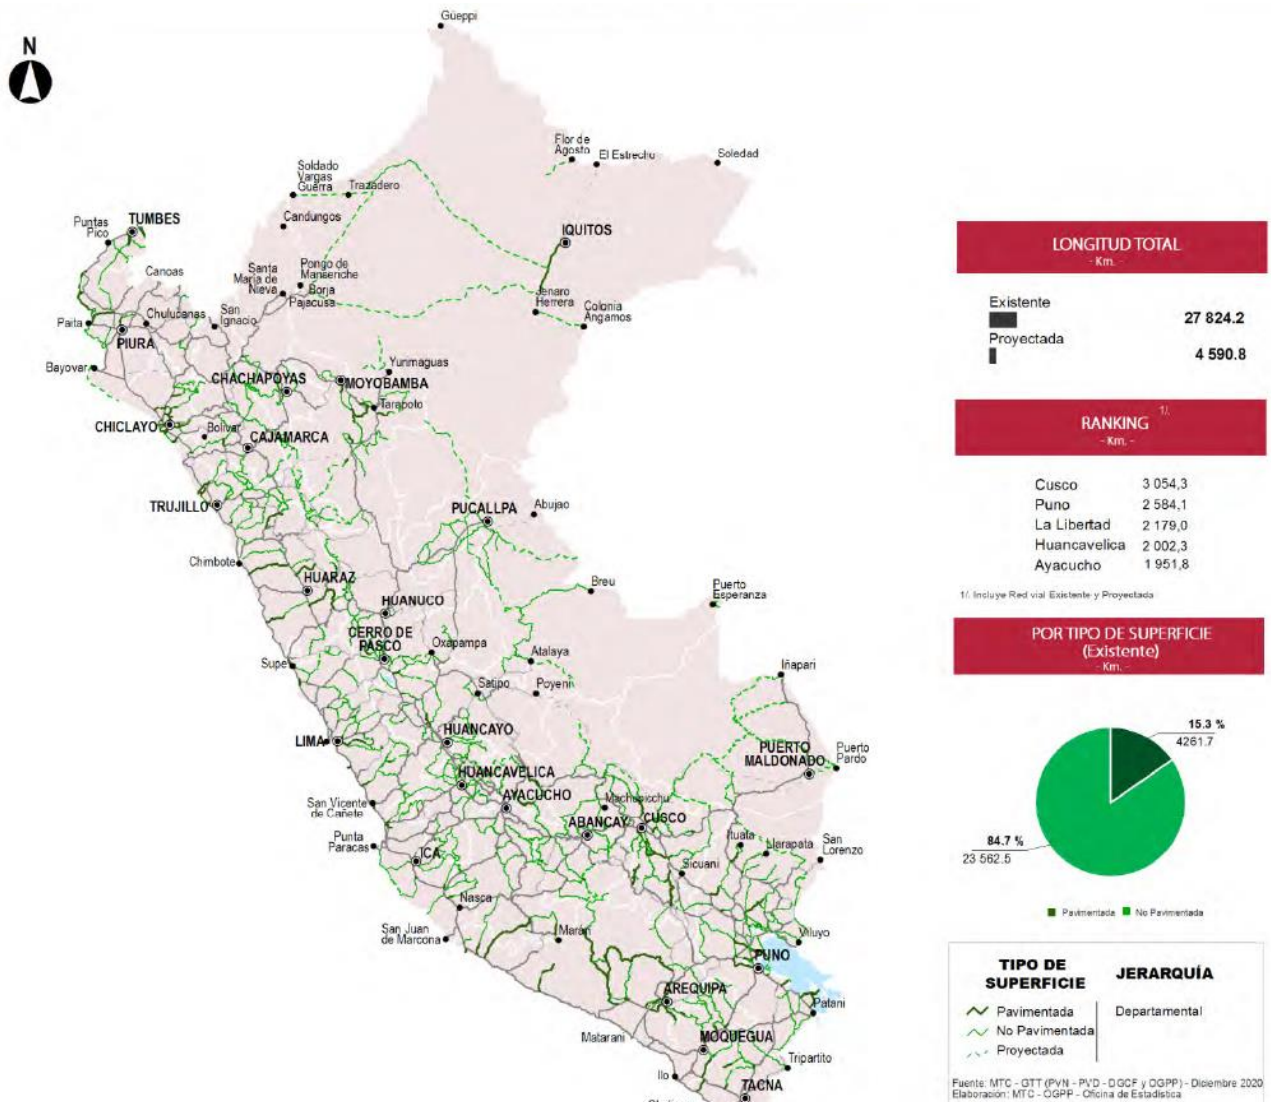 Güeppi
N
Flor de
Agosto
El Estrecho
Soledad
Soldado
Vargas
Guerra
Trazadero
TUMBES
Puntas
Pico
Candungos
IQUITOS
Canoas
Santa
Maria de
Nieva
Pongo de
Manseriche
Borja
Pajacusa
Jenaro
Herrera
Colonia
Angamos
Paita
Chulucanas
San
Ignacio
PIURA
Bayovar
Yurimaguas
CHACHAPOYAS
MOYOBAMBA
Tarapoto
CHICLAYO
Bolivar
CAJAMARCA
TRUJILLO
PUCALLPA
Abujao
Chimbote
HUARAZ
Breu
Puerto
Esperanza
HUANUCO
CERRO DE
PASCO
Oxapampa
Supe
Atalaya
Iñapari
Satipo
Poyeni
LIMA
HUANCAYO
PUERTO
MALDONADO
Puerto
Pardo
HUANCAVELICA
San Vicente
de Cañete
AYACUCHO
Machupicchu
ABANCAY
CUSCO
Punta
Paracas
ICA
Ituata
Llarapata
San
Lorenzo
Sicuani
Nasca
San Juan
de Marcona
Marán
Viluyo
PUNO
AREQUIPA
Patani
Matarani
MOQUEGUA
Tripartito
Ilo
TACNA
LONGITUD TOTAL
- Km. -
Existente
27 824.2
Proyectada
4 590.8
RANKING 1/.
- Km. -
Cusco 3 054,3
Puno 2 584,1
La Libertad 2 179,0
Huancavelica 2 002,3
Ayacucho 1 951,8
1/. Incluye Red vial Existente y Proyectada
POR TIPO DE SUPERFICIE
(Existente)
- Km. -
15.3 %
4261.7
84.7 %
23 562.5
Pavimentada No Pavimentada
TIPO DE
SUPERFICIE
JERARQUÍA
Pavimentada
Departamental
No Pavimentada
Proyectada
Fuente: MTC - GTT (PVN - PVD - DGCF y OGPP) - Diciembre 2020
Elaboración: MTC - OGPP - Oficina de Estadística